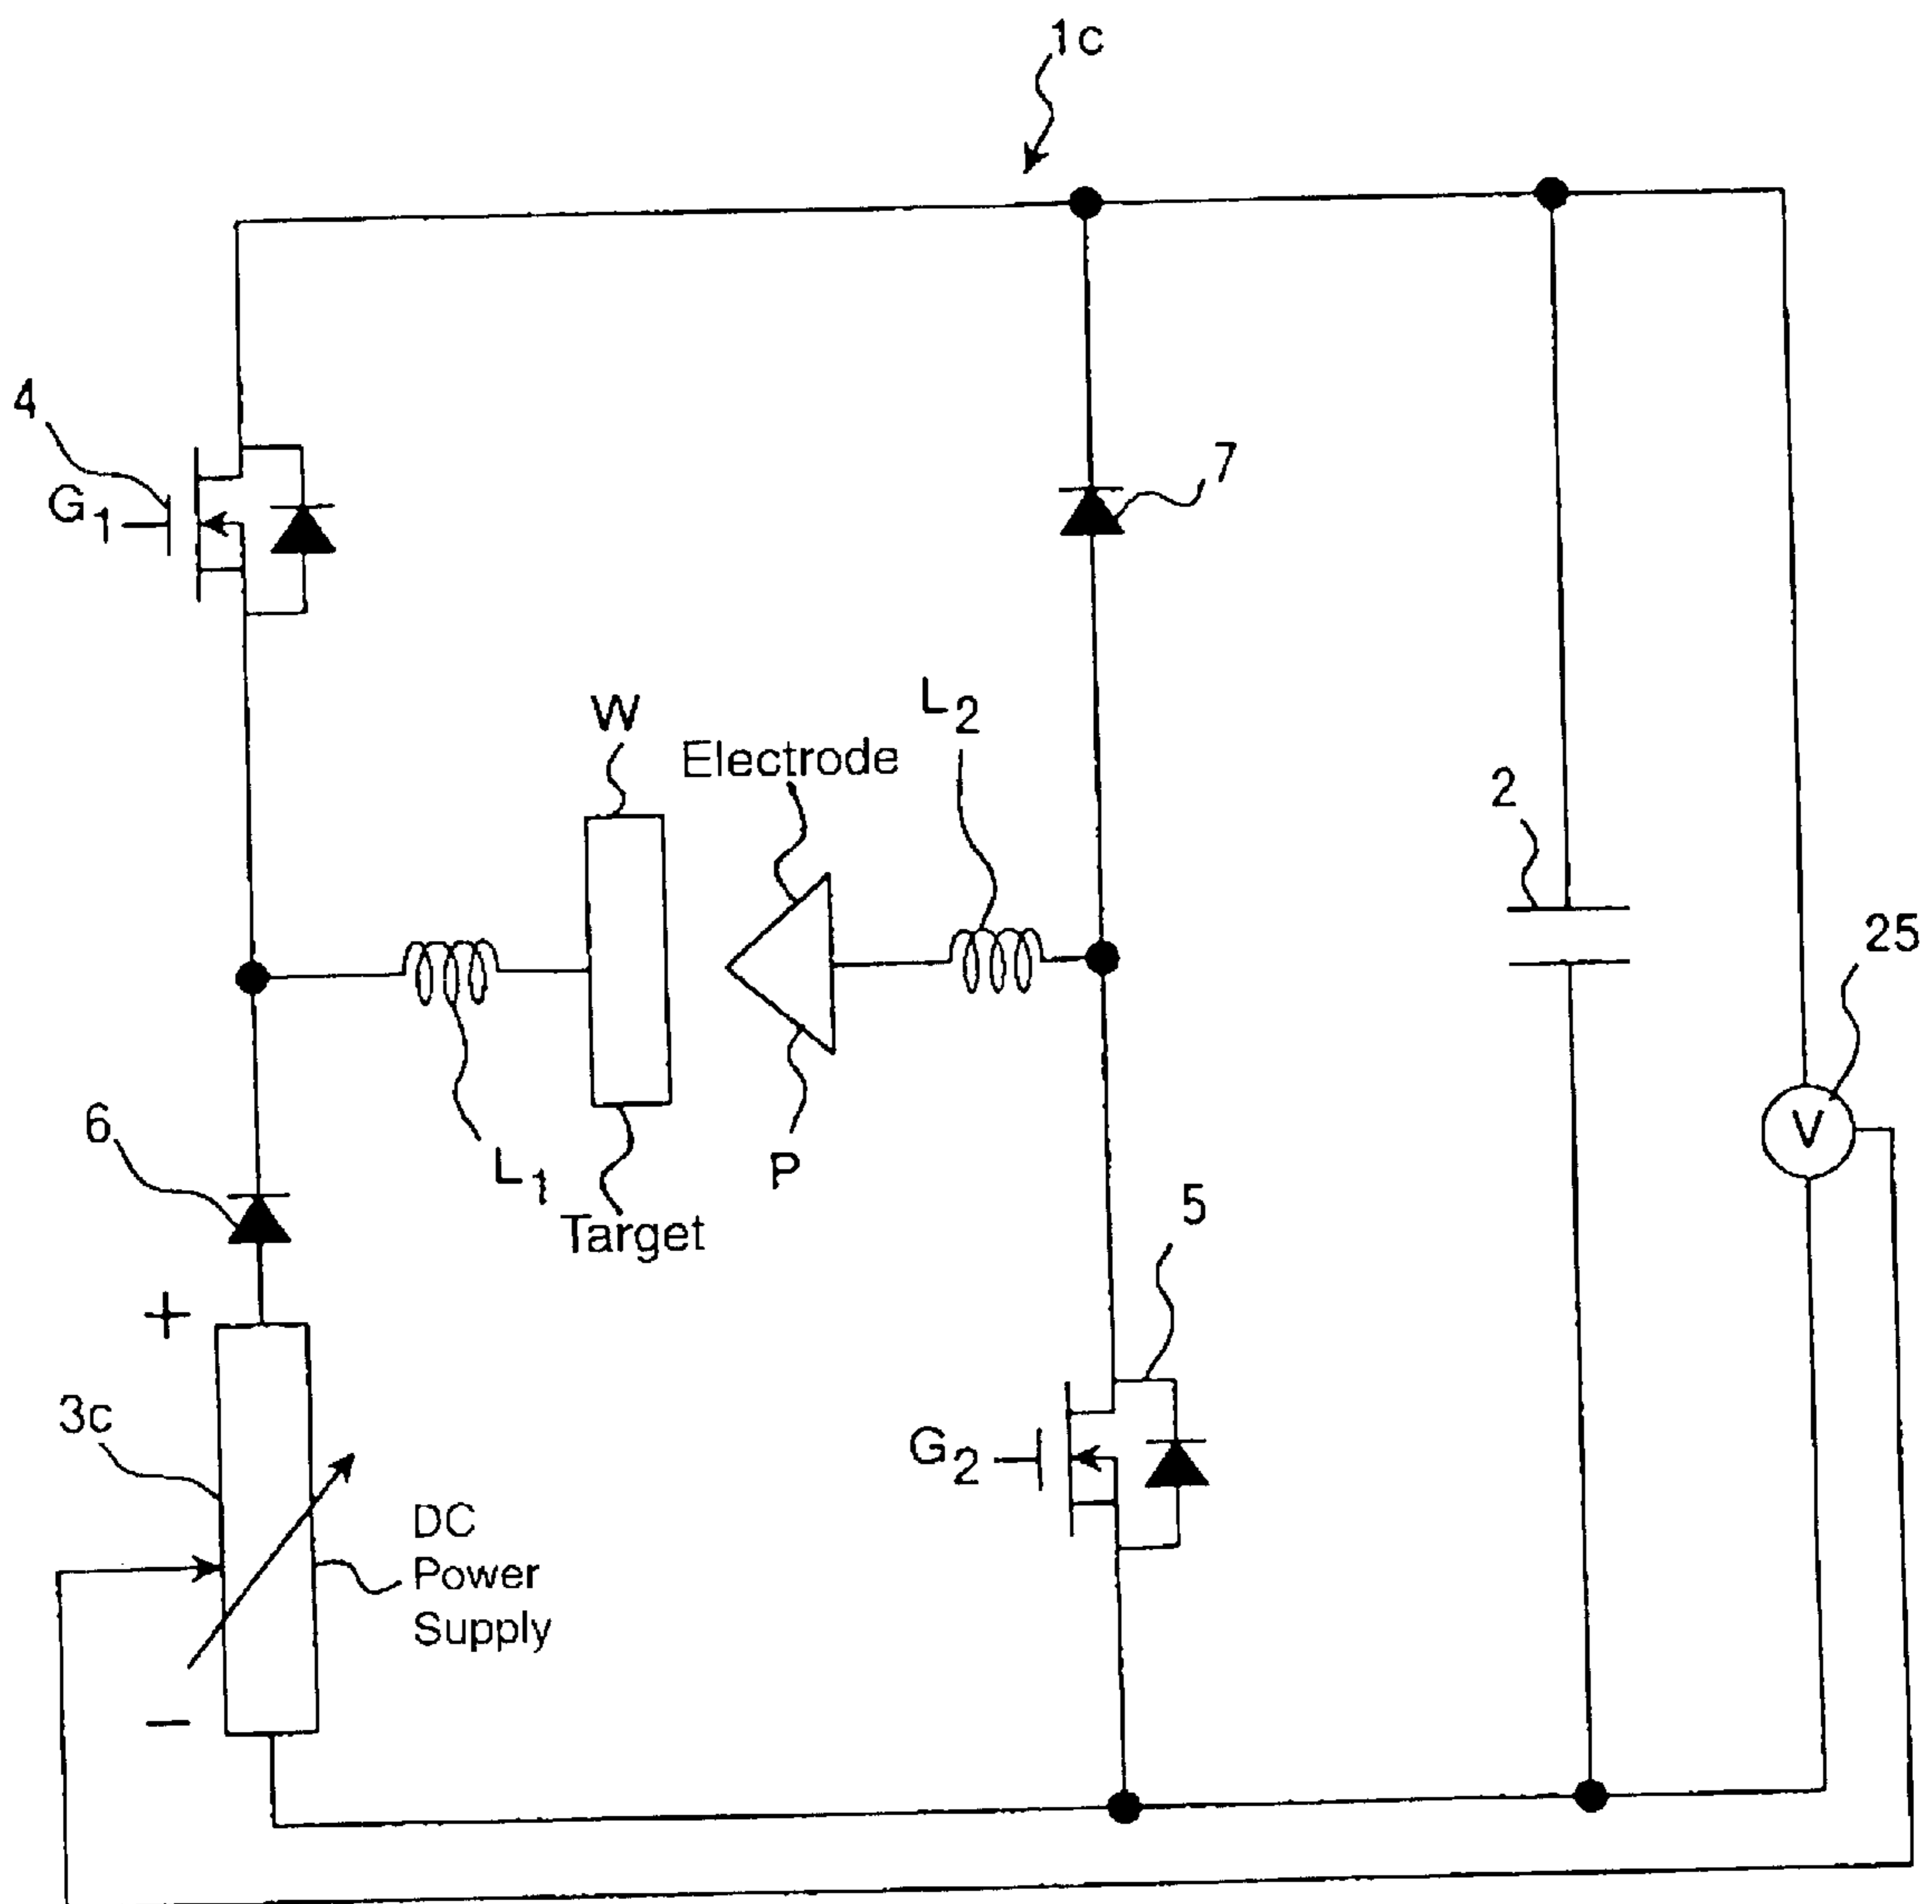 1c
4
G1
7
W
Electrode
L2
2
25
6
L1
P
Target
5
+
3c
G2
DC
Power
Supply
−
V